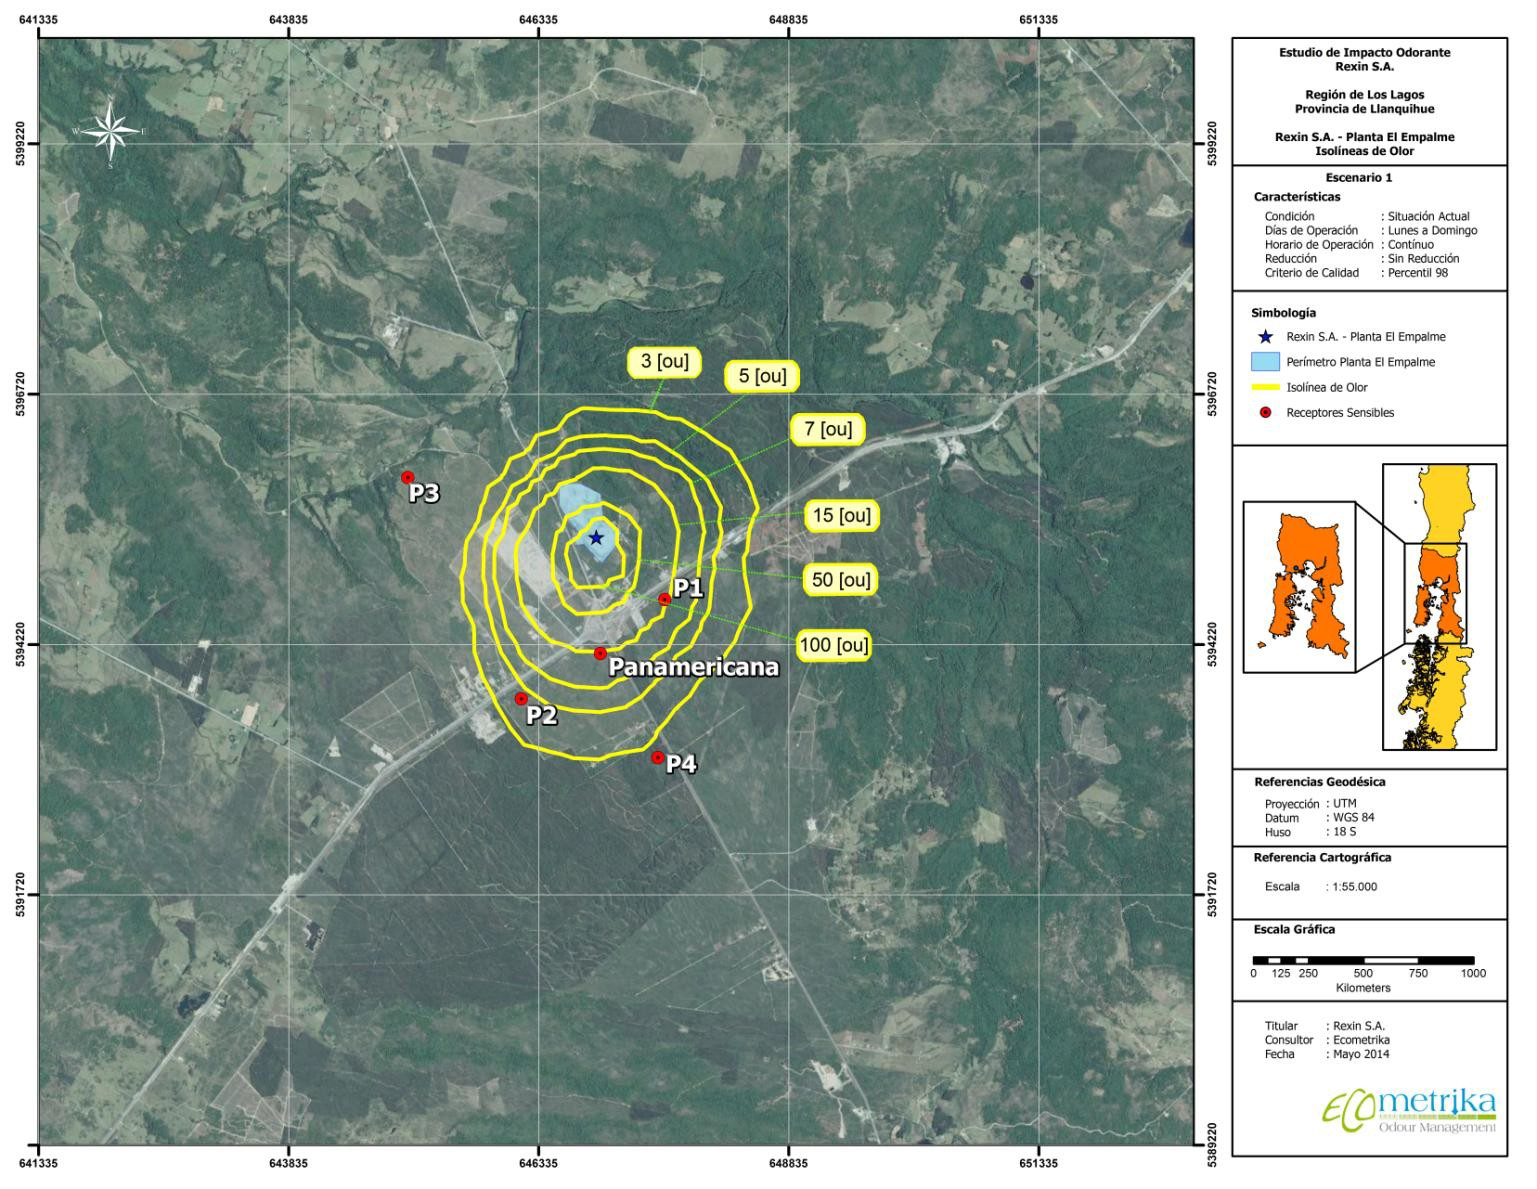 641335
643835
646335
648835
651335
5399220
5396720
5394220
5391720
N
W
E
S
3 [ou]
5 [ou]
7 [ou]
15 [ou]
50 [ou]
100 [ou]
P3
P1
Panamericana
P2
P4
5399220
5396720
5394220
5391720
5389220
641335
643835
646335
648835
651335
Estudio de Impacto Odorante
Rexin S.A.
Región de Los Lagos
Provincia de Llanquihue
Rexin S.A. - Planta El Empalme
Isolíneas de Olor
Escenario 1
Características
Condición : Situación Actual
Días de Operación : Lunes a Domingo
Horario de Operación : Contínuo
Reducción : Sin Reducción
Criterio de Calidad : Percentil 98
Simbología
Rexin S.A. - Planta El Empalme
Perímetro Planta El Empalme
Isolínea de Olor
Receptores Sensibles
Referencias Geodésica
Proyección : UTM
Datum : WGS 84
Huso : 18 S
Referencia Cartográfica
Escala : 1:55.000
Escala Gráfica
0 125 250 500 750 1000
Kilometers
Titular : Rexin S.A.
Consultor : Ecometrika
Fecha : Mayo 2014
ECOmetrika
Odour Management